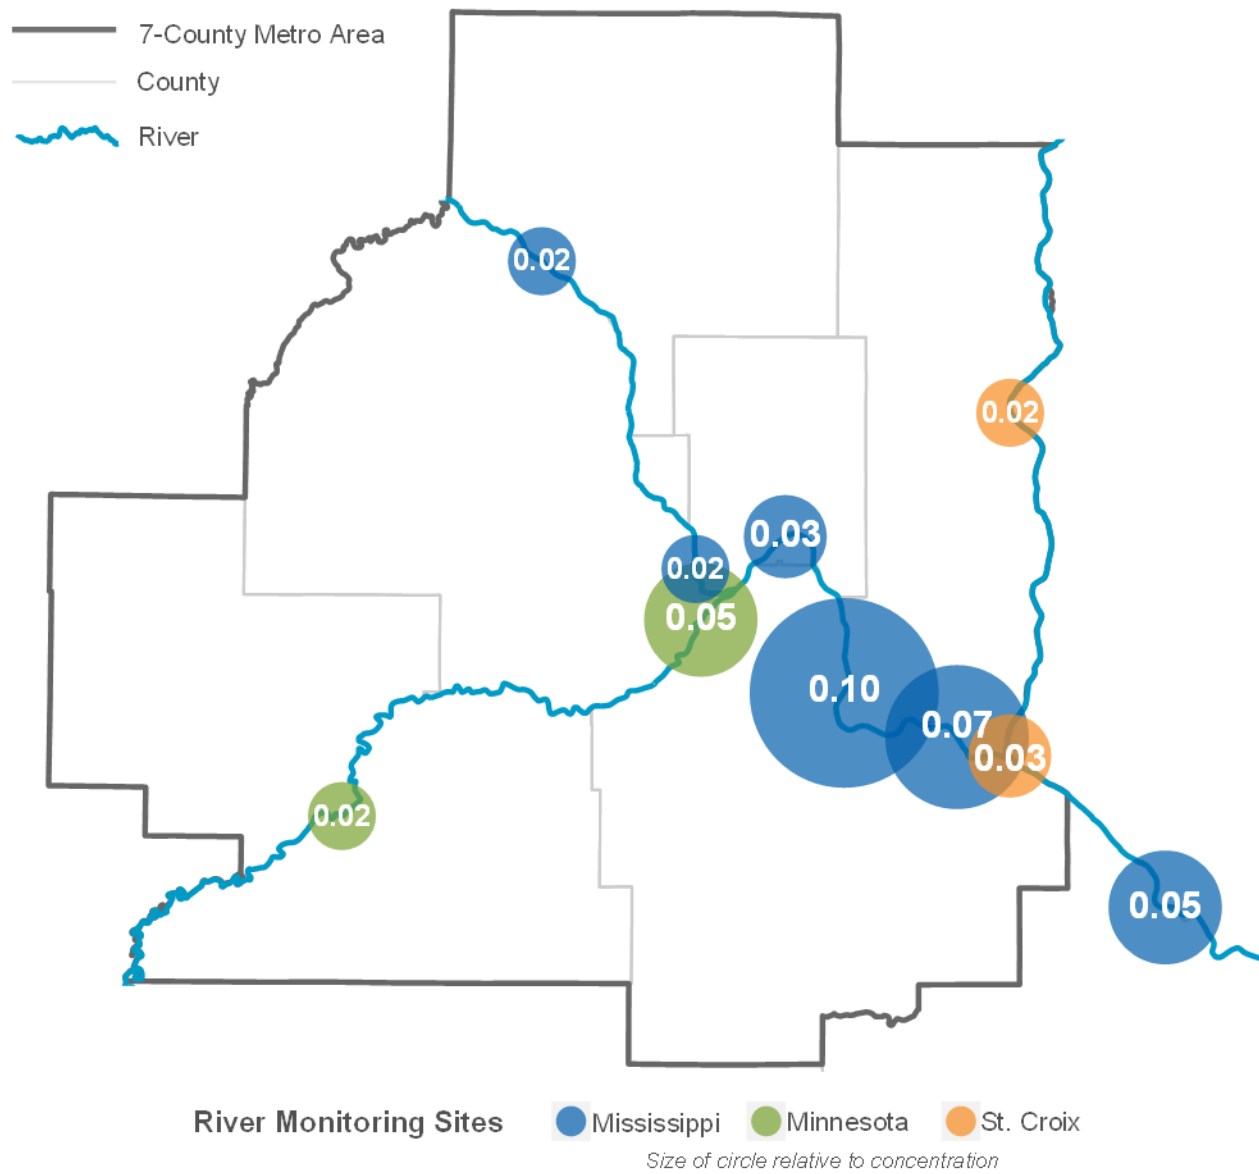 7-County Metro Area
County
River
0.02
0.02
0.03
0.02
0.05
0.10
0.07
0.03
0.02
0.05
River Monitoring Sites
Mississippi
Minnesota
St. Croix
Size of circle relative to concentration